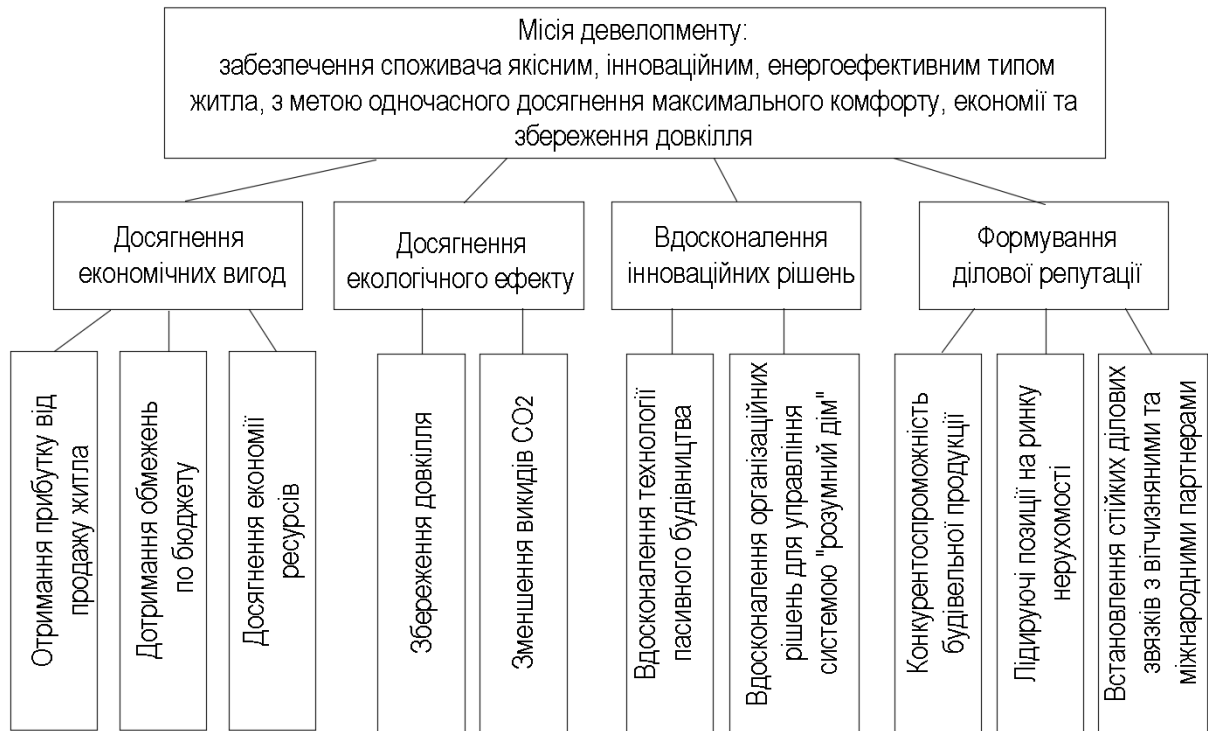 Місія девелопменту:
забезпечення споживача якісним, інноваційним, енергоефективним типом
житла, з метою одночасного досягнення максимального комфорту, економії та
збереження довкілля
Досягнення
економічних вигод
Досягнення
екологічного ефекту
Вдосконалення
інноваційних рішень
Формування
ділової репутації
Отримання прибутку від
продажу житла
Дотримання обмежень
по бюджету
Досягнення економії
ресурсів
Збереження довкілля
Зменшення викидів СО2
Вдосконалення технології
пасивного будівництва
Вдосконалення організаційних
рішень для управління
системою "розумний дім"
Конкурентоспроможність
будівельної продукції
Лідируючі позиції на ринку
нерухомості
Встановлення стійких ділових
звязків з вітчизняними та
міжнародними партнерами